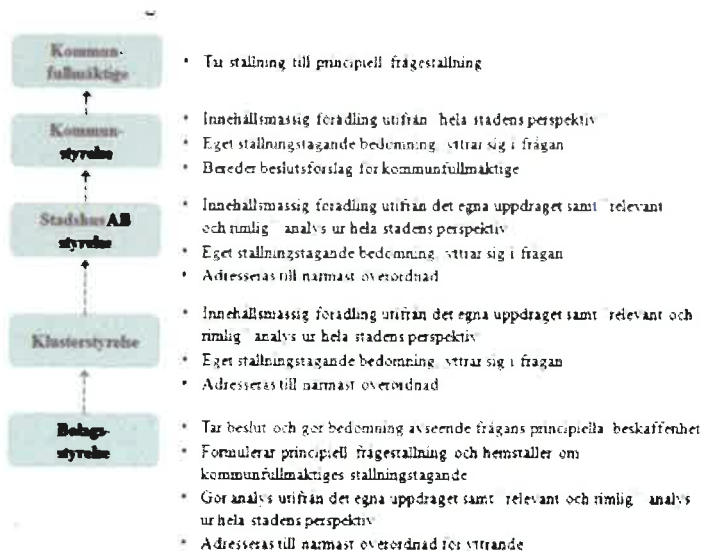 Kommun-
fullmäktige
• Tar ställning till principiell frågeställning
Kommun-
styrelse
• Innehållsmässig förädling utifrån hela stadens perspektiv
• Eget ställningstagande bedömning, yttrar sig i frågan
• Bereder beslutsförslag för kommunfullmäktige
Stadshus AB
styrelse
• Innehållsmässig förädling utifrån det egna uppdraget samt relevant
och rimlig analys ur hela stadens perspektiv
• Eget ställningstagande bedömning, yttrar sig i frågan
• Adresseras till närmast överordnad
Klusterstyrelse
• Innehållsmässig förädling utifrån det egna uppdraget samt relevant och
rimlig analys ur hela stadens perspektiv
• Eget ställningstagande bedömning, yttrar sig i frågan
• Adresseras till närmast överordnad
Bolags-
styrelse
• Tar beslut och gör bedömning avseende frågans principiella beskaffenhet
• Formulerar principiell frågeställning och hemställer om
kommunfullmäktiges ställningstagande
• Gör analys utifrån det egna uppdraget samt relevant och rimlig analys
ur hela stadens perspektiv
• Adresseras till närmast överordnad för yttrande